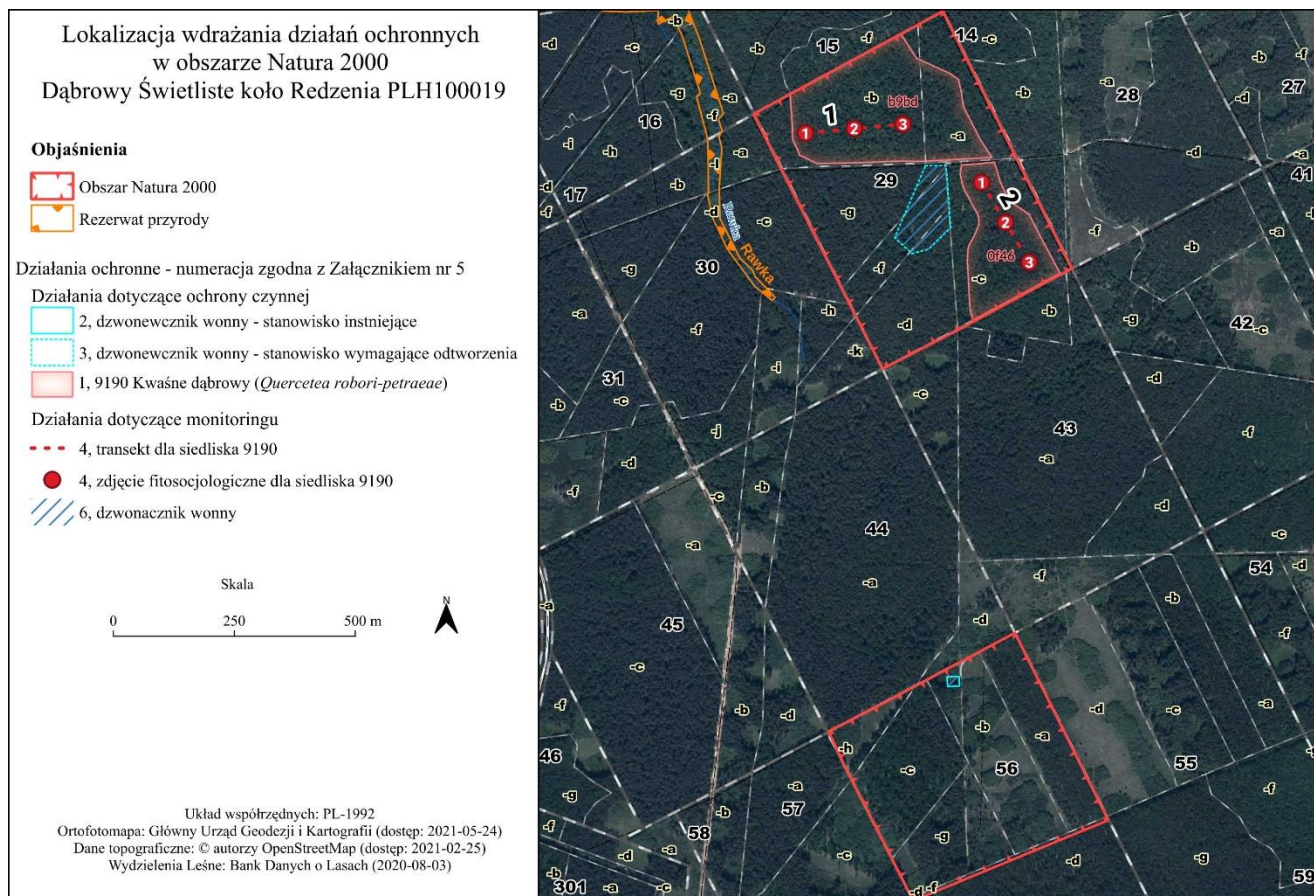 Lokalizacja wdrażania działań ochronnych
w obszarze Natura 2000
Dąbrowy Świetliste koło Redzenia PLH100019
Objaśnienia
Obszar Natura 2000
Rezerwat przyrody
Działania ochronne - numeracja zgodna z Załącznikiem nr 5
Działania dotyczące ochrony czynnej
2, dzwonewcznik wonny - stanowisko instniejące
3, dzwonewcznik wonny - stanowisko wymagające odtworzenia
1, 9190 Kwaśne dąbrowy (Quercetea robori-petraeae)
Działania dotyczące monitoringu
4, transekt dla siedliska 9190
4, zdjęcie fitosocjologiczne dla siedliska 9190
6, dzwonacznik wonny
Skala
0 250 500 m
N
Układ współrzędnych: PL-1992
Ortofotomapa: Główny Urząd Geodezji i Kartografii (dostęp: 2021-05-24)
Dane topograficzne: © autorzy OpenStreetMap (dostęp: 2021-02-25)
Wydzielenia Leśne: Bank Danych o Lasach (2020-08-03)
-b
-d -c -b 15 -f 14 -c
-a 28 27 -f
-g -a -b b9bd -b
16 -f 1 1 2 3 -a
-i -h -a -d -a
17 -d -b -l 29 1 41
-f -d Rawka -c -g 2 2 -f -b -a
-g 30 Rawka -f 0f46 3
-a -f -h -d -c -b -g 42 -c
-k
31 -i -d
-b -c -c
-j 43 -f
-d -a
-f -c -b -d
-a 44 -c
-a -f 54 -d
-a -b
45 -d -f
-c
-f -b -d -h -b -a -d -c -a
46 -c 56 55
-g -a 57 -f
-f -b 58
-d -a -c -g -d -g
-b 301 -a -c -d -f 59